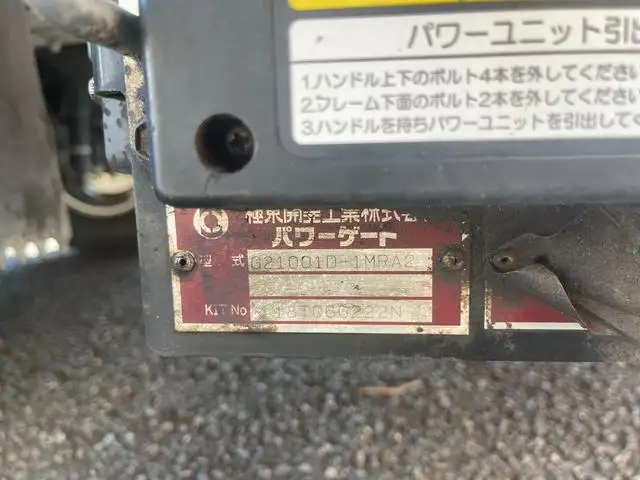 パワーユニット引出
1.ハンドル上下のボルト4本を外してください
2.フレーム下面のボルト2本を外してください
3.ハンドルを持ちパワーユニットを引出してく
極東開発工業株式会
パワーゲート
型式 G21001D-1MRA2
KIT No